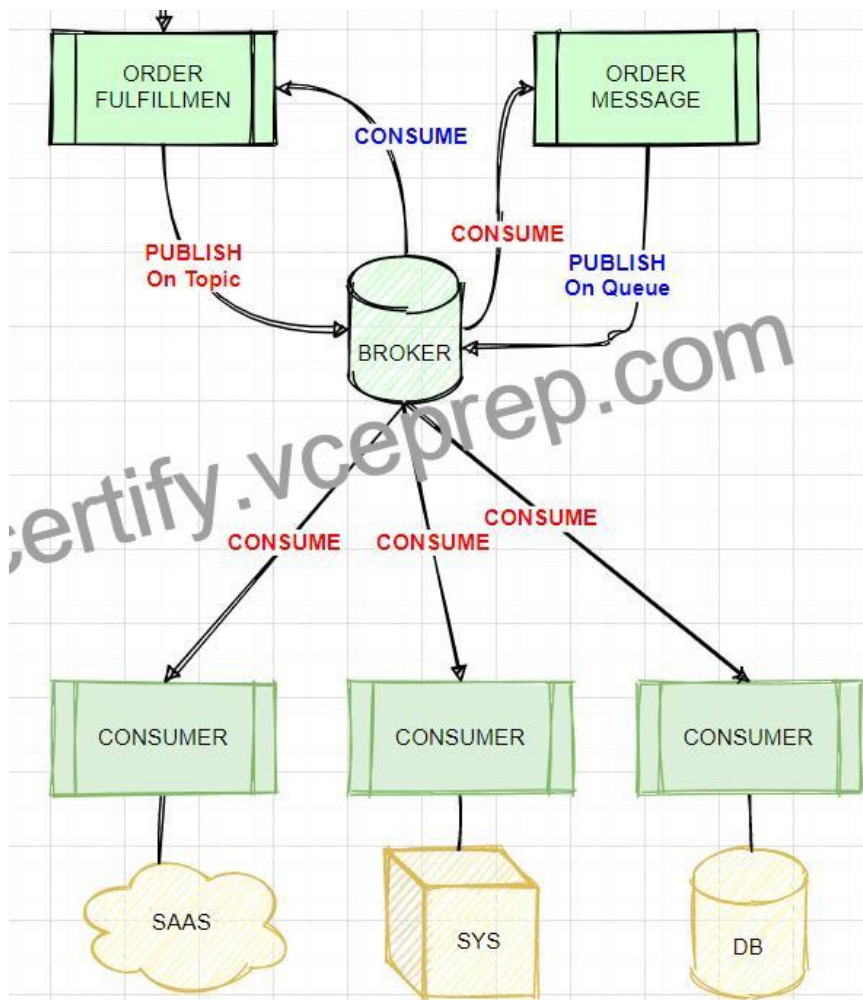 ORDER
FULFILLMEN
ORDER
MESSAGE
CONSUME
CONSUME
PUBLISH
On Topic
PUBLISH
On Queue
BROKER
certify.vceprep.com
CONSUME
CONSUME
CONSUME
CONSUMER
CONSUMER
CONSUMER
SAAS
SYS
DB